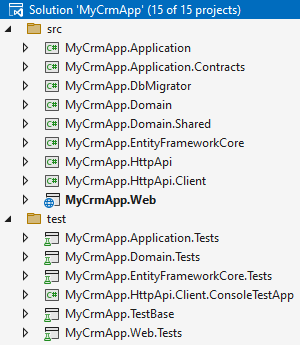 Solution 'MyCrmApp' (15 of 15 projects)
src
C# MyCrmApp.Application
C# MyCrmApp.Application.Contracts
C# MyCrmApp.DbMigrator
C# MyCrmApp.Domain
C# MyCrmApp.Domain.Shared
C# MyCrmApp.EntityFrameworkCore
C# MyCrmApp.HttpApi
C# MyCrmApp.HttpApi.Client
MyCrmApp.Web
test
MyCrmApp.Application.Tests
MyCrmApp.Domain.Tests
MyCrmApp.EntityFrameworkCore.Tests
C# MyCrmApp.HttpApi.Client.ConsoleTestApp
MyCrmApp.TestBase
MyCrmApp.Web.Tests